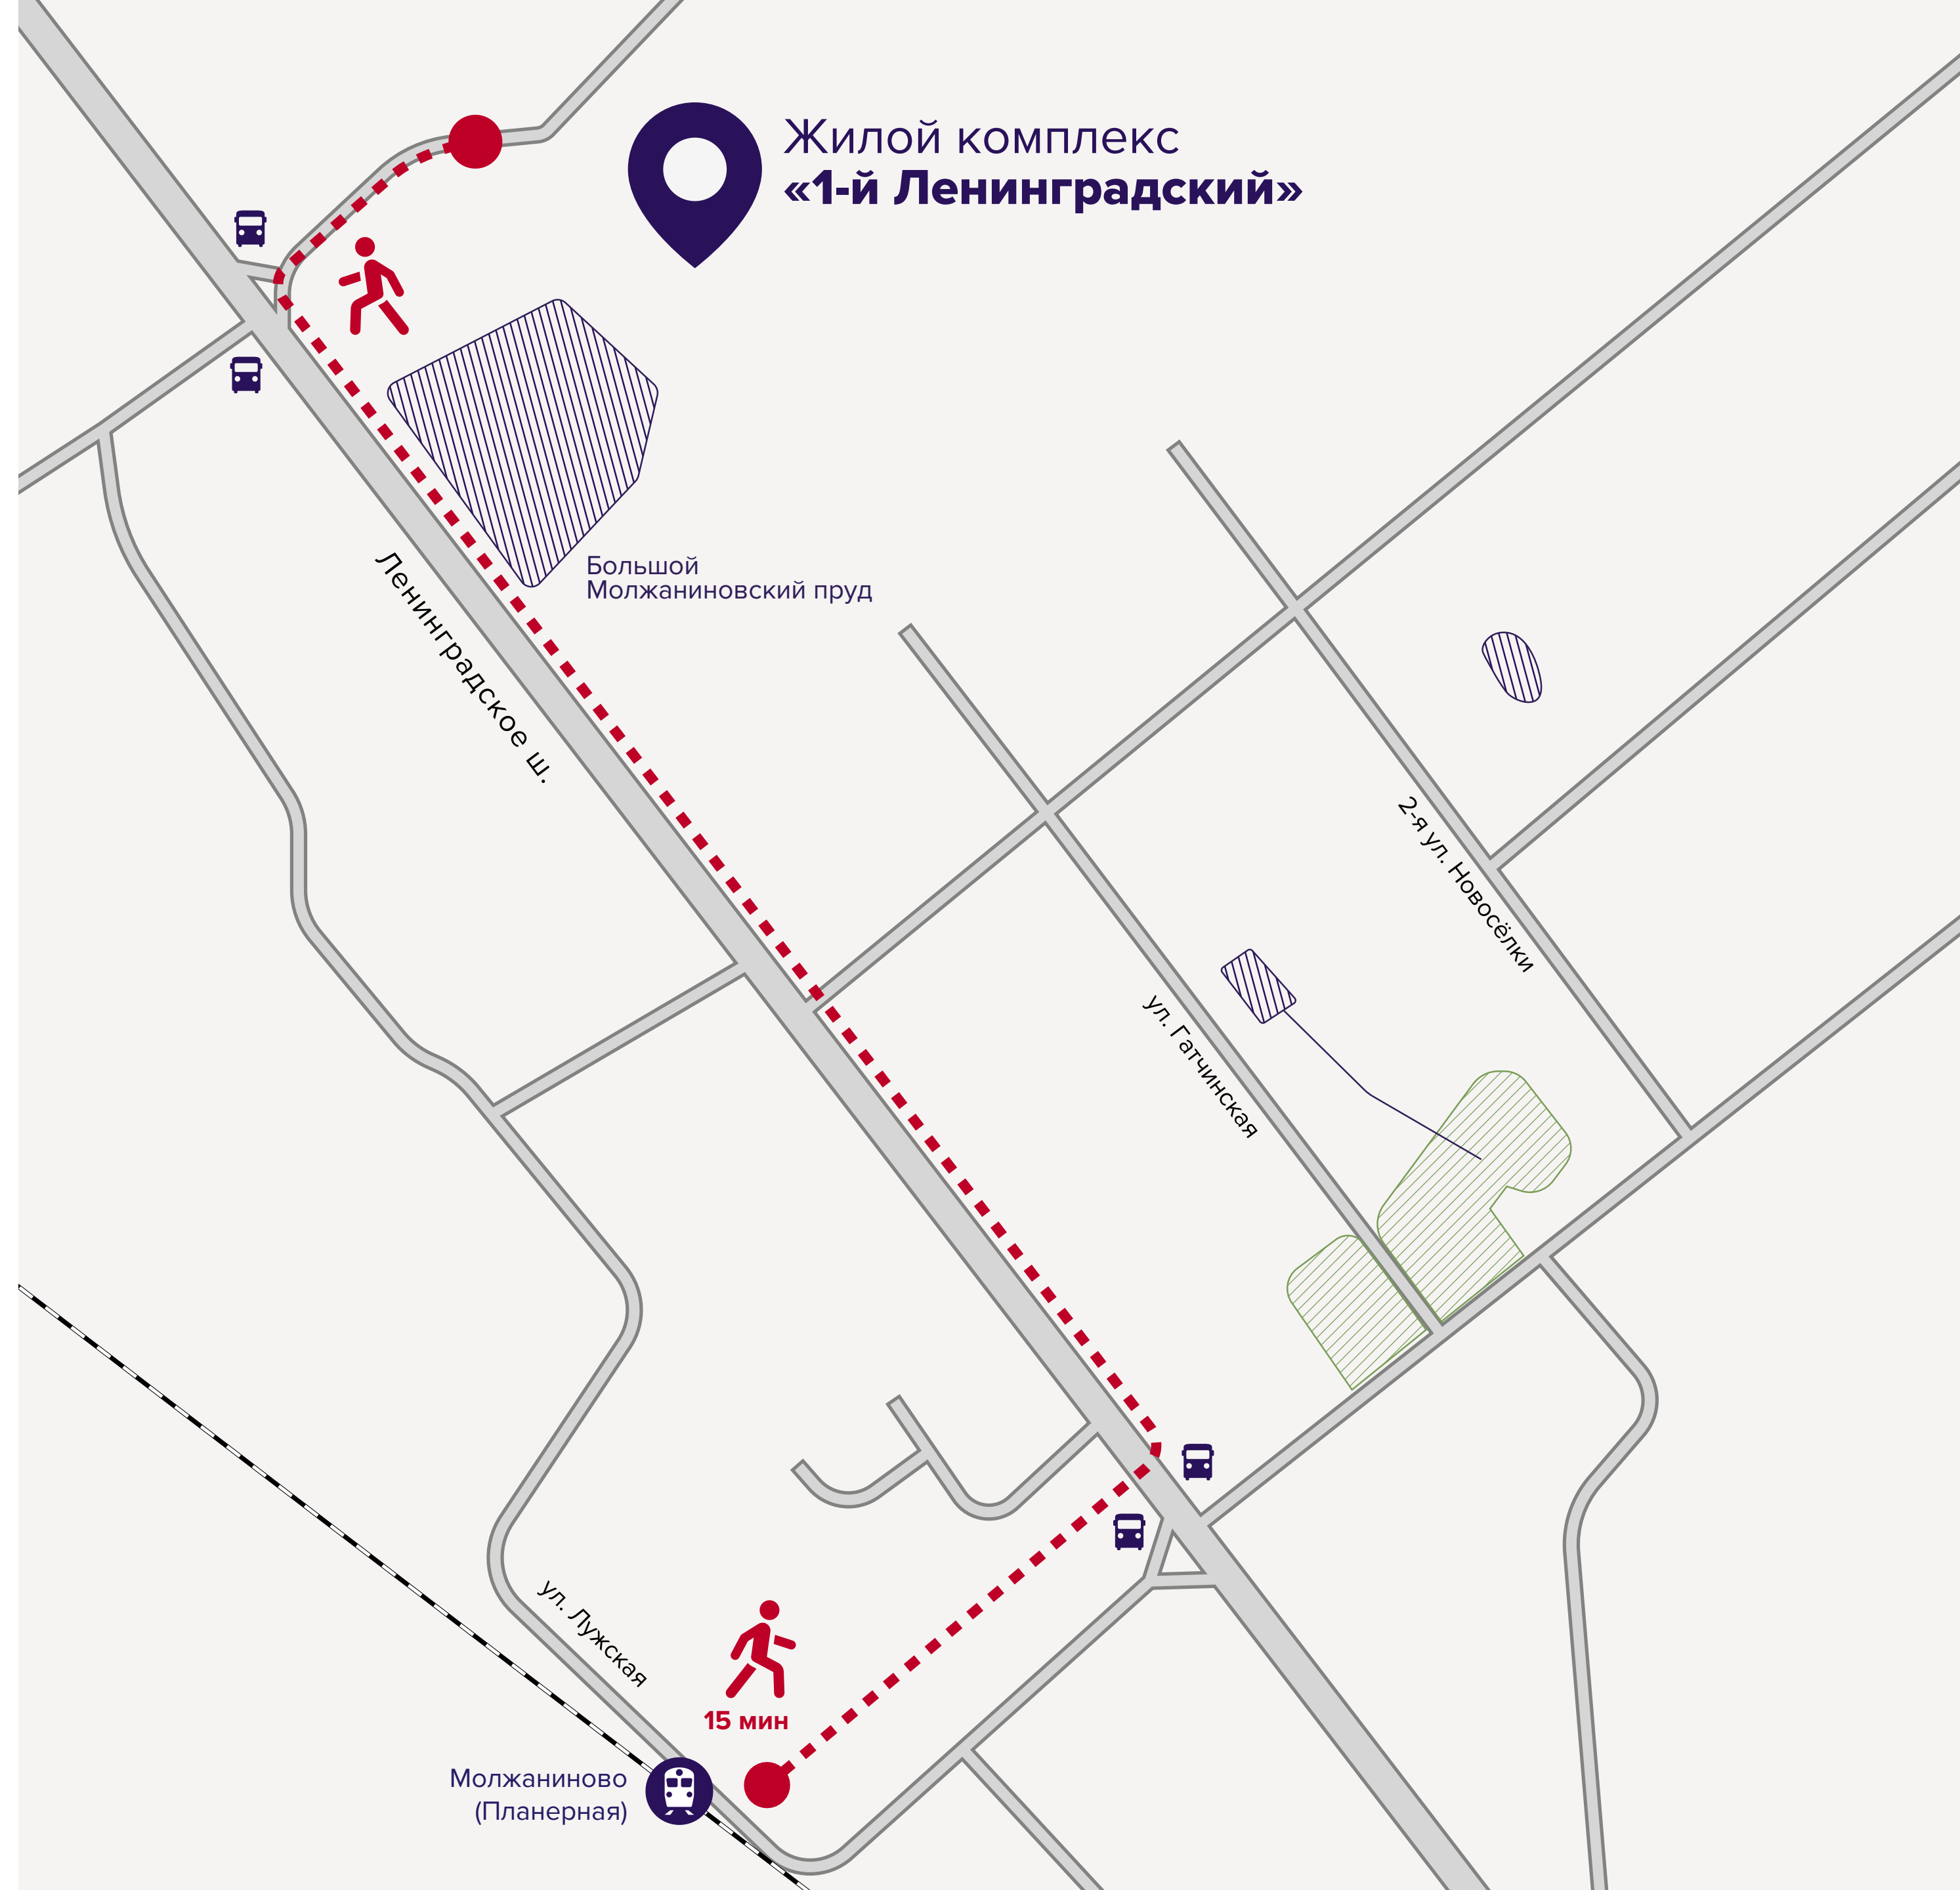 Жилой комплекс
«1-й Ленинградский»
Большой
Молжаниновский пруд
Ленинградское ш.
2-я ул. Новосёлки
ул. Гатчинская
ул. Лужская
15 мин
Молжаниново
(Планерная)